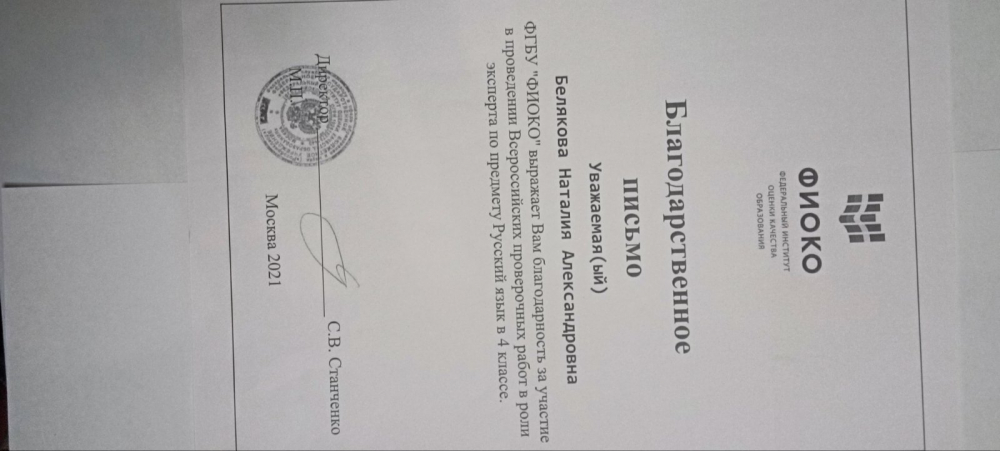 ФИОКО
ФЕДЕРАЛЬНЫЙ ИНСТИТУТ
ОЦЕНКИ КАЧЕСТВА
ОБРАЗОВАНИЯ
Благодарственное
письмо
Уважаемая(ый)
Белякова Наталия Александровна
ФГБУ "ФИОКО" выражает Вам благодарность за участие
в проведении Всероссийских проверочных работ в роли
эксперта по предмету Русский язык в 4 классе.
Директор С.В. Станченко
М.П.
Москва 2021